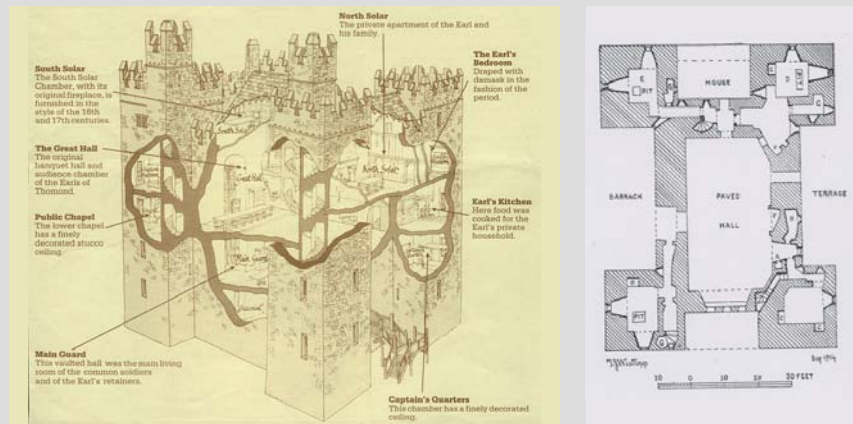 North Solar
The private apartment of the Earl and
his family.
South Solar
The South Solar
Chamber, with its
original fireplace, is
furnished in the
style of the 16th
and 17th centuries.
The Earl's
Bedroom
Draped with
damask in the
fashion of the
period.
The Great Hall
The original
banquet hall and
audience chamber
of the Earls of
Thomond.
Public Chapel
The lower chapel
has a finely
decorated stucco
ceiling.
Earl's Kitchen
Here food was
cooked for the
Earl's private
household.
Main Guard
This vaulted hall was the main living
room of the common soldiers
and of the Earl's retainers.
Captain's Quarters
This chamber has a finely decorated
ceiling.
South Solar
Great Hall
North Solar
Main Guard
E
PIT
HOUSE
D
C
BARRACK
PAVED
HALL
TERRACE
PIT
G
10 0 10 20 30 FEET